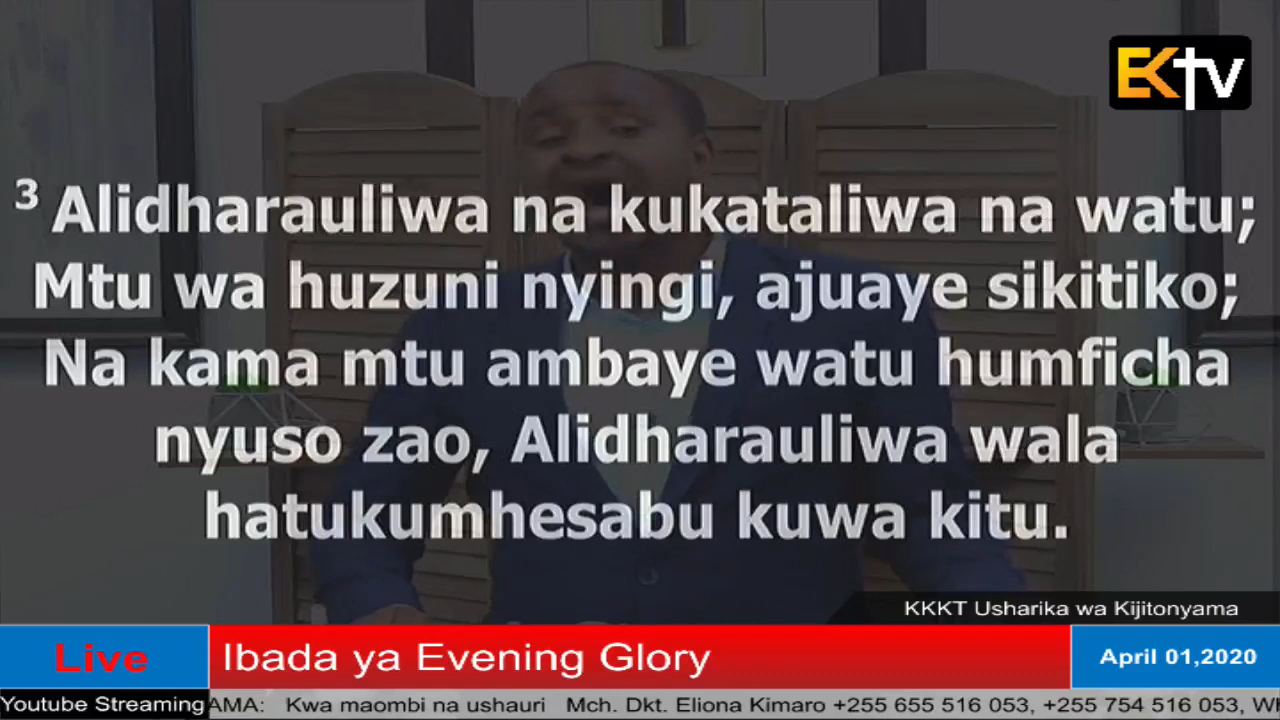 EKTV
3 Alidharauliwa na kukataliwa na watu;
Mtu wa huzuni nyingi, ajuaye sikitiko;
Na kama mtu ambaye watu humficha
nyuso zao, Alidharauliwa wala
hatukumhesabu kuwa kitu.
KKKT Usharika wa Kijitonyama
Live
Ibada ya Evening Glory
April 01,2020
Youtube Streaming
AMA: Kwa maombi na ushauri Mch. Dkt. Eliona Kimaro +255 655 516 053, +255 754 516 053,